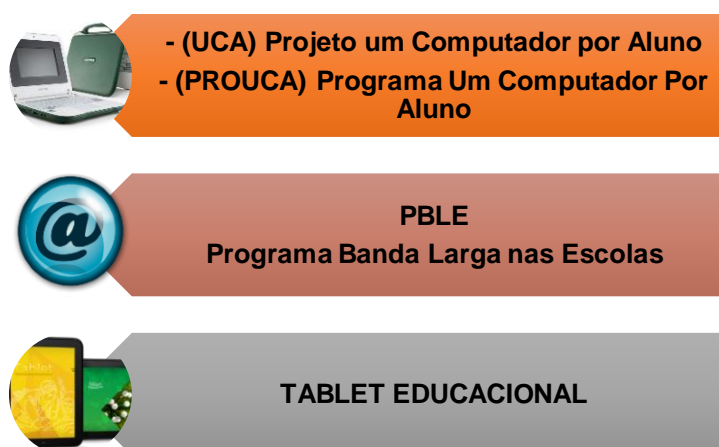 - (UCA) Projeto um Computador por Aluno
- (PROUCA) Programa Um Computador Por
Aluno
PBLE
Programa Banda Larga nas Escolas
TABLET EDUCACIONAL